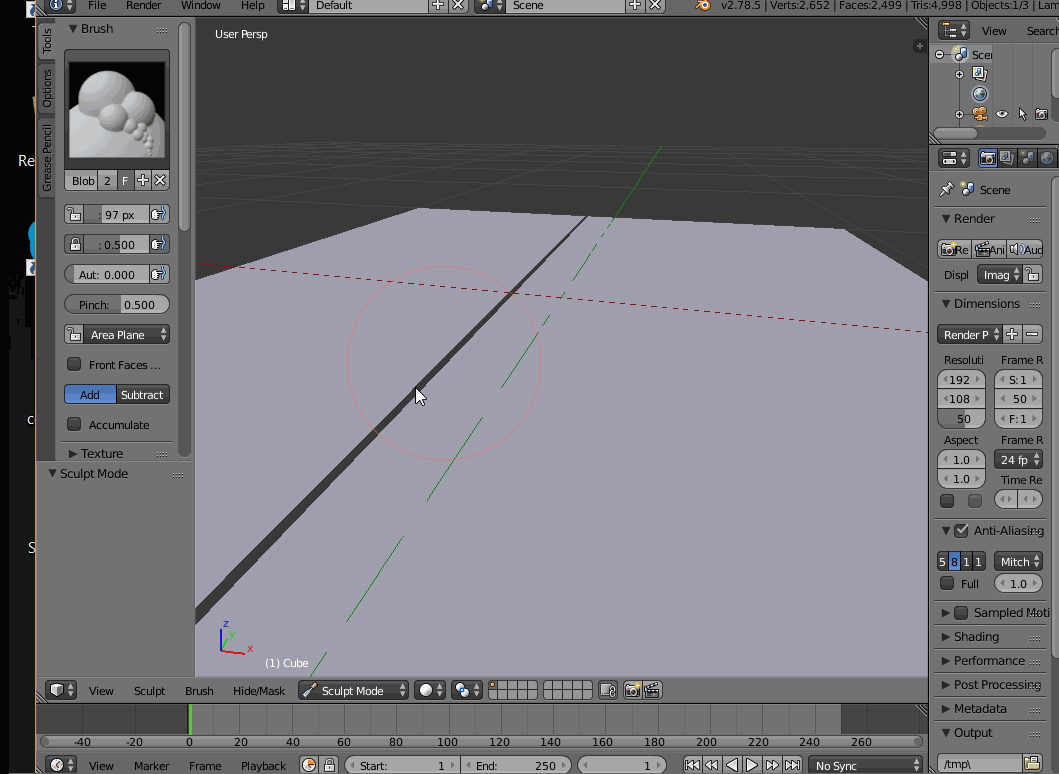 File Render Window Help Default Scene v2.78.5 | Verts:2,652 | Faces:2,499 | Tris:4,998 | Objects:1/3 | Lam
Tools
Options
Grease Pencil
Brush
Blob 2 F
: 97 px
: 0.500
Aut: 0.000
Pinch: 0.500
Area Plane
Front Faces ...
Add Subtract
Accumulate
Texture
Sculpt Mode
Re
User Persp
z
y
x
(1) Cube
View Sculpt Brush Hide/Mask Sculpt Mode
-40 -20 0 20 40 60 80 100 120 140 160 180 200 220 240 260
View Marker Frame Playback Start: 1 End: 250 1 No Sync
View Search
Scen
Scene
Render
Re Ani Aud
Displ Imag
Dimensions
Render P
Resoluti Frame R
192 S:1
108 50
50 F:1
Aspect Frame R
1.0 24 fp
1.0 Time Re
Anti-Aliasing
5 8 1 1 Mitch
Full 1.0
Sampled Moti
Shading
Performance
Post Processing
Metadata
Output
/tmp\